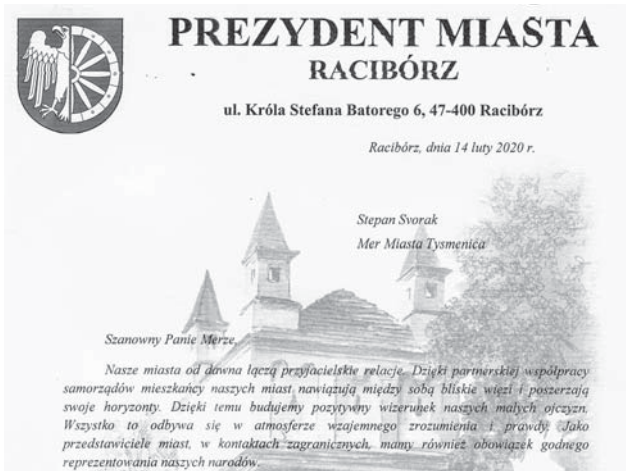 PREZYDENT MIASTA
RACIBÓRZ
ul. Króla Stefana Batorego 6, 47-400 Racibórz
Racibórz, dnia 14 luty 2020 r.
Stepan Svorak
Mer Miasta Tysmenica
Szanowny Panie Merze,
Nasze miasta od dawna łączą przyjacielskie relacje. Dzięki partnerskiej współpracy
samorządów mieszkańcy naszych miast nawiązują między sobą bliskie więzi i poszerzają
swoje horyzonty. Dzięki temu budujemy pozytywny wizerunek naszych małych ojczyzn.
Wszystko to odbywa się w atmosferze wzajemnego zrozumienia i prawdy. Jako
przedstawiciele miast, w kontaktach zagranicznych, mamy również obowiązek godnego
reprezentowania naszych narodów.